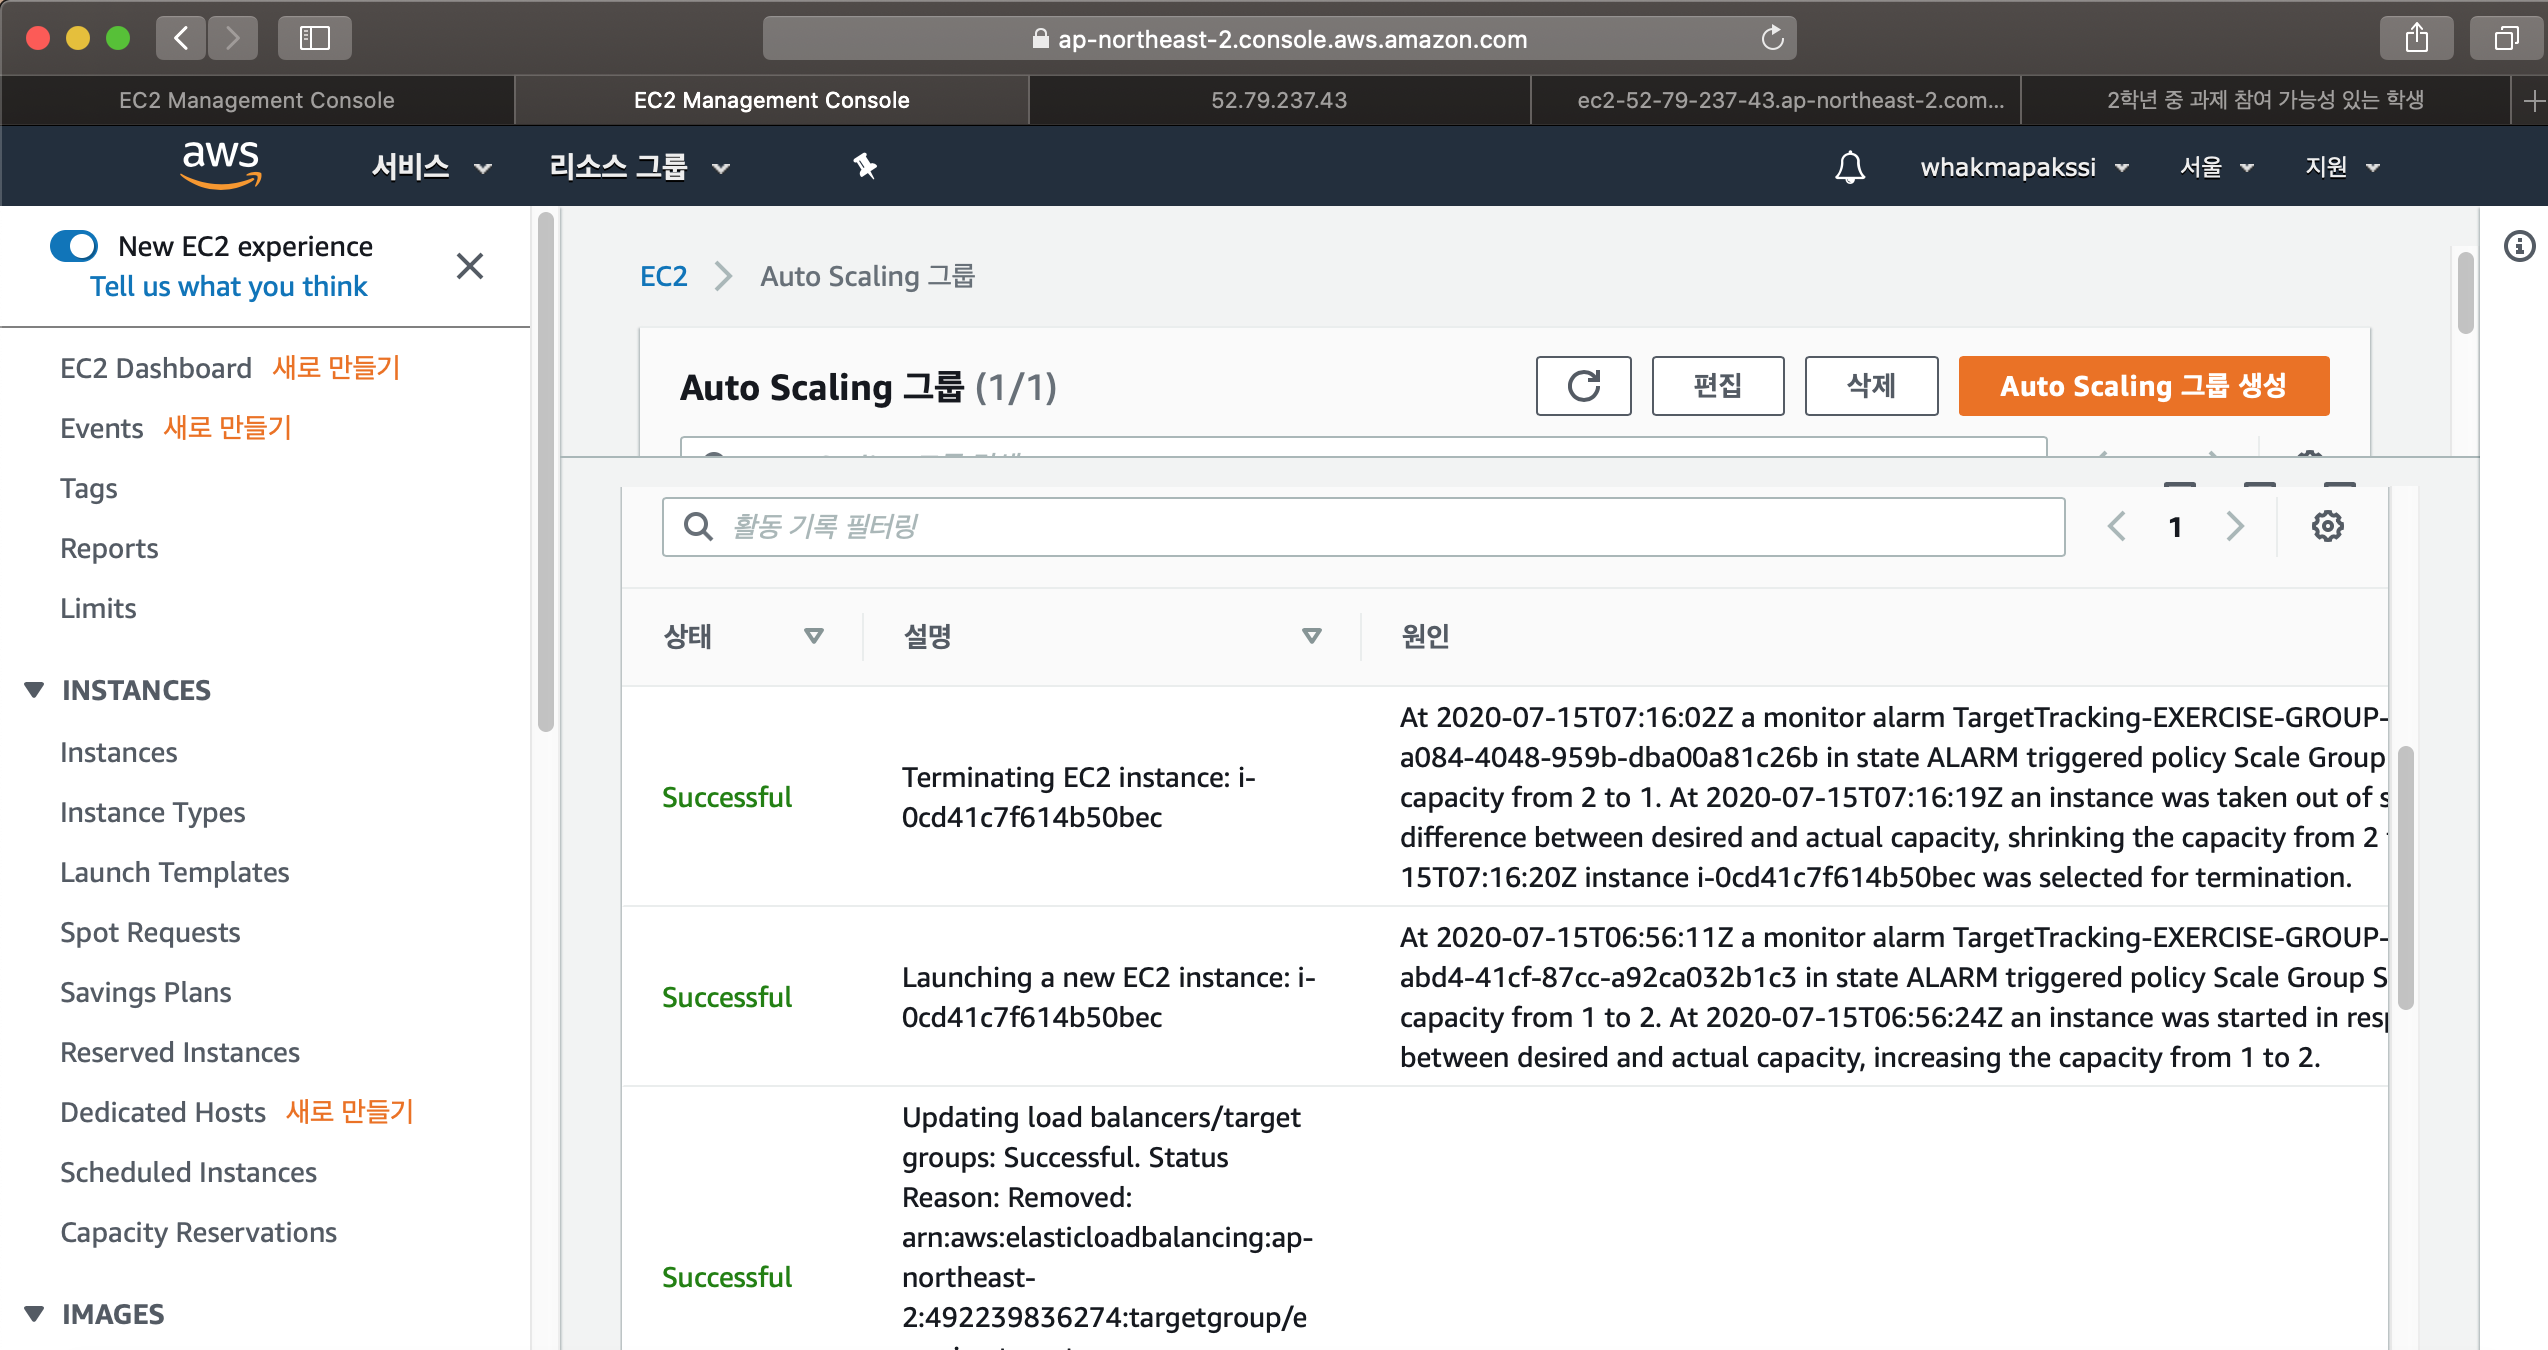 ap-northeast-2.console.aws.amazon.com
EC2 Management Console
EC2 Management Console
52.79.237.43
ec2-52-79-237-43.ap-northeast-2.com...
2학년 중 과제 참여 가능성 있는 학생
aws
서비스
리소스 그룹
whakmapakssi
서울
지원
New EC2 experience
Tell us what you think
EC2 Dashboard 새로 만들기
Events 새로 만들기
Tags
Reports
Limits
INSTANCES
Instances
Instance Types
Launch Templates
Spot Requests
Savings Plans
Reserved Instances
Dedicated Hosts 새로 만들기
Scheduled Instances
Capacity Reservations
IMAGES
EC2 > Auto Scaling 그룹
Auto Scaling 그룹 (1/1)
편집
삭제
Auto Scaling 그룹 생성
활동 기록 필터링
1
상태
설명
원인
Successful
Terminating EC2 instance: i-
0cd41c7f614b50bec
At 2020-07-15T07:16:02Z a monitor alarm TargetTracking-EXERCISE-GROUP-
a084-4048-959b-dba00a81c26b in state ALARM triggered policy Scale Group
capacity from 2 to 1. At 2020-07-15T07:16:19Z an instance was taken out of s
difference between desired and actual capacity, shrinking the capacity from 2
15T07:16:20Z instance i-0cd41c7f614b50bec was selected for termination.
Successful
Launching a new EC2 instance: i-
0cd41c7f614b50bec
At 2020-07-15T06:56:11Z a monitor alarm TargetTracking-EXERCISE-GROUP-
abd4-41cf-87cc-a92ca032b1c3 in state ALARM triggered policy Scale Group S
capacity from 1 to 2. At 2020-07-15T06:56:24Z an instance was started in resp
between desired and actual capacity, increasing the capacity from 1 to 2.
Successful
Updating load balancers/target
groups: Successful. Status
Reason: Removed:
arn:aws:elasticloadbalancing:ap-
northeast-
2:492239836274:targetgroup/e